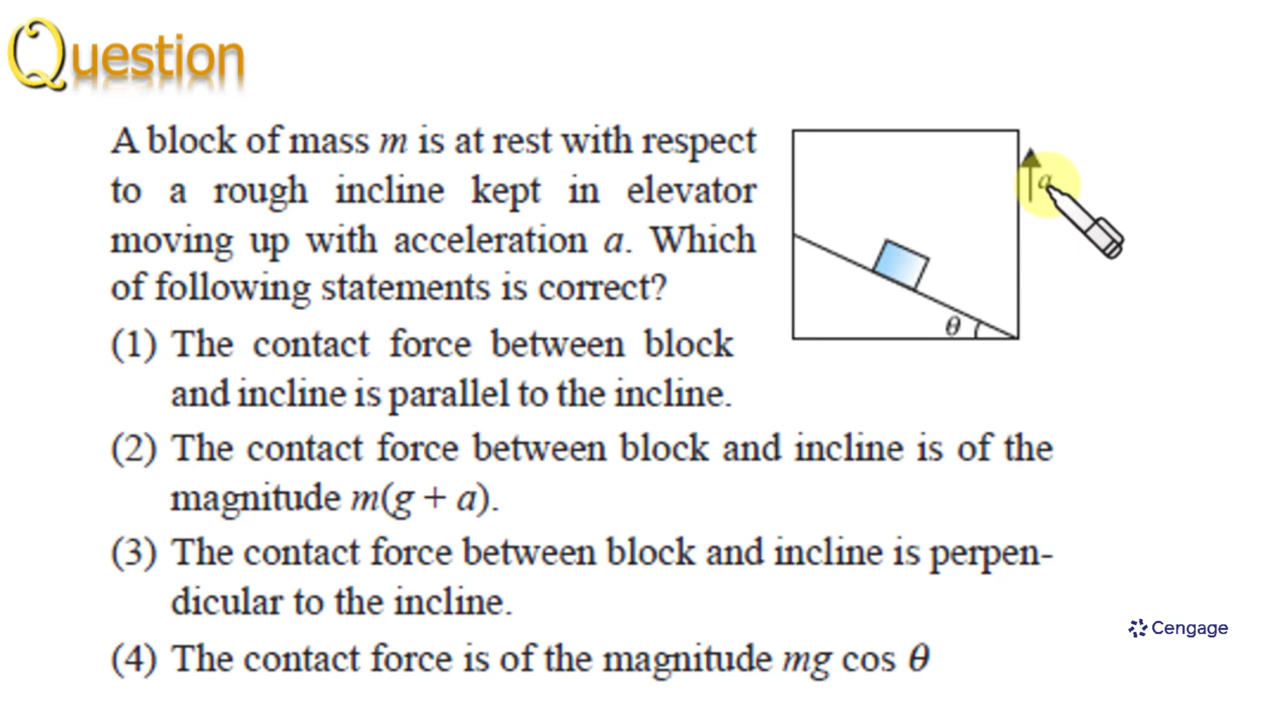 Question
A block of mass m is at rest with respect
to a rough incline kept in elevator
moving up with acceleration a. Which
of following statements is correct?
a
θ
(1) The contact force between block
and incline is parallel to the incline.
(2) The contact force between block and incline is of the
magnitude m(g + a).
(3) The contact force between block and incline is perpen-
dicular to the incline.
(4) The contact force is of the magnitude mg cos θ
Cengage